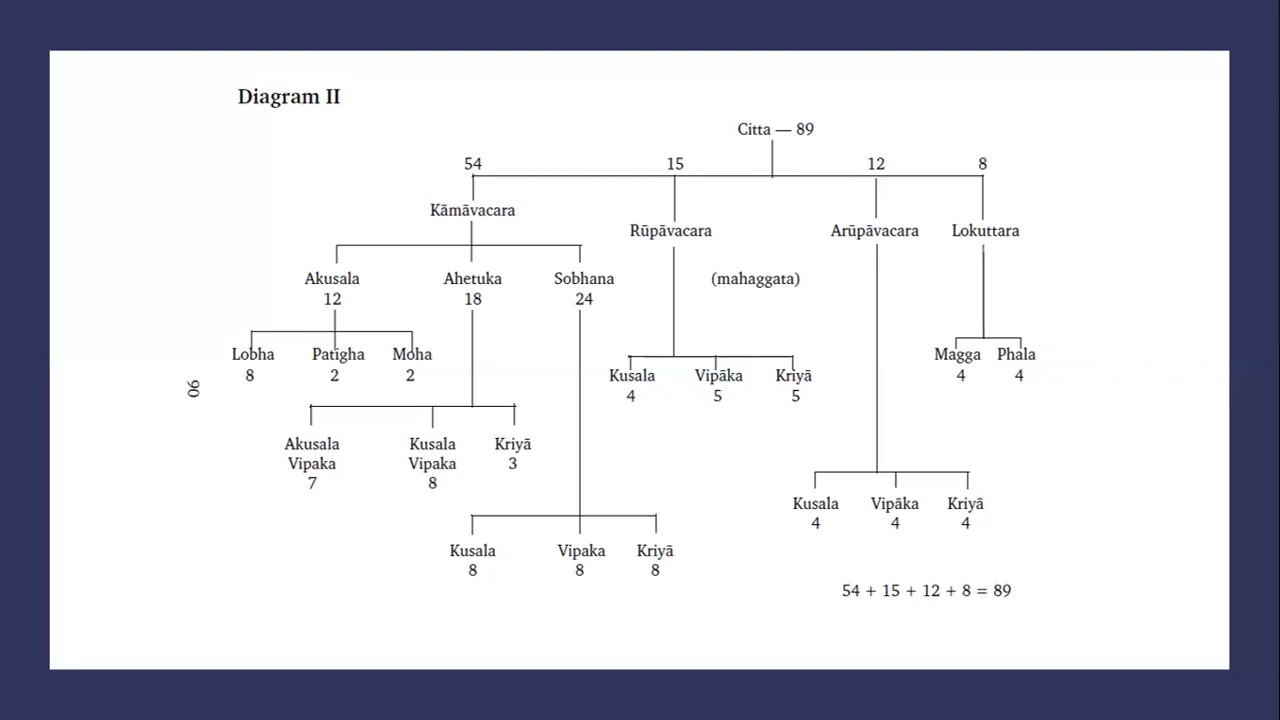 Diagram II
Citta — 89
54 15 12 8
Kāmāvacara
Rūpāvacara Arūpāvacara Lokuttara
Akusala Ahetuka Sobhana (mahaggata)
12 18 24
Lobha Patigha Moha Magga Phala
8 2 2 4 4
Kusala Vipāka Kriyā
4 5 5
90
Akusala Kusala Kriyā
Vipaka Vipaka 3
7 8
Kusala Vipāka Kriyā
4 4 4
Kusala Vipaka Kriyā
8 8 8
54 + 15 + 12 + 8 = 89